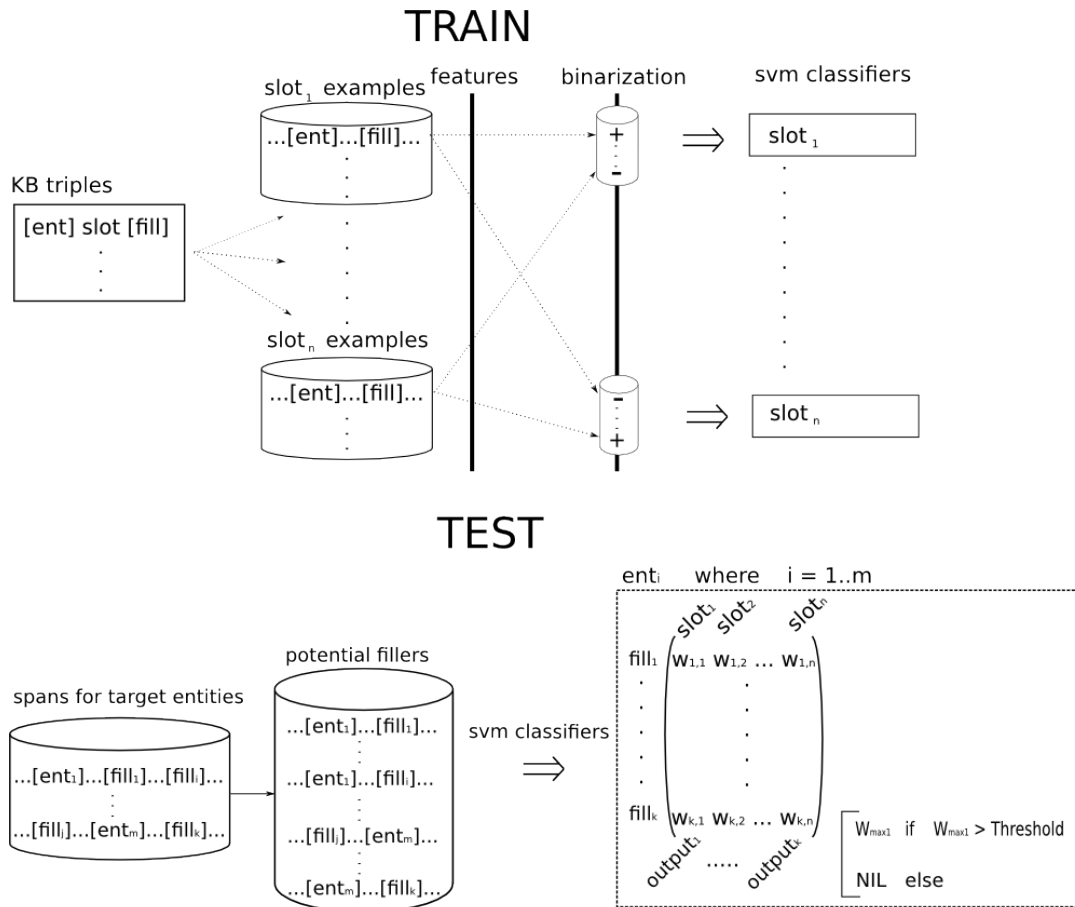 TRAIN
slot1 examples
features
binarization
svm classifiers
...[ent]...[fill]...
+
-
slot1
KB triples
[ent] slot [fill]
slotn examples
...[ent]...[fill]...
-
+
slotn
TEST
enti where i = 1..m
slot1 slot2 slotn
potential fillers
fill1 w1,1 w1,2 ... w1,n
spans for target entities
...[ent1]...[fill1]...
svm classifiers
...[ent1]...[fill1]...[filli]...
...[ent1]...[filli]...
...[fillj]...[entm]...[fillk]...
...[fillj]...[entm]...
...[entm]...[fillk]...
fillk wk,1 wk,2 ... wk,n
output1 ..... outputk
Wmax1 if Wmax1 > Threshold
NIL else